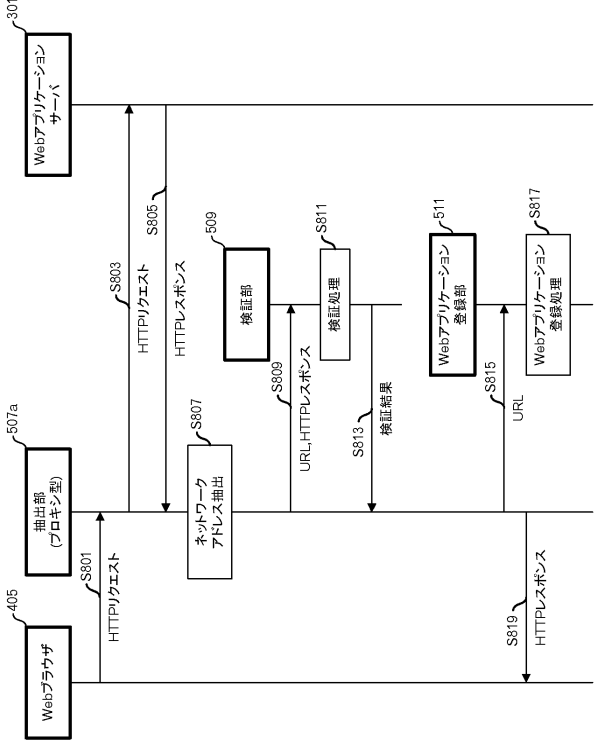 405
Webブラウザ
507a
抽出部
(プロキシ型)
301
Webアプリケーション
サーバ
S801
HTTPリクエスト
S803
HTTPリクエスト
S805
HTTPレスポンス
S807
ネットワーク
アドレス抽出
509
検証部
S809
URL,HTTPレスポンス
S811
検証処理
S813
検証結果
511
Webアプリケーション
登録部
S815
URL
S817
Webアプリケーション
登録処理
S819
HTTPレスポンス